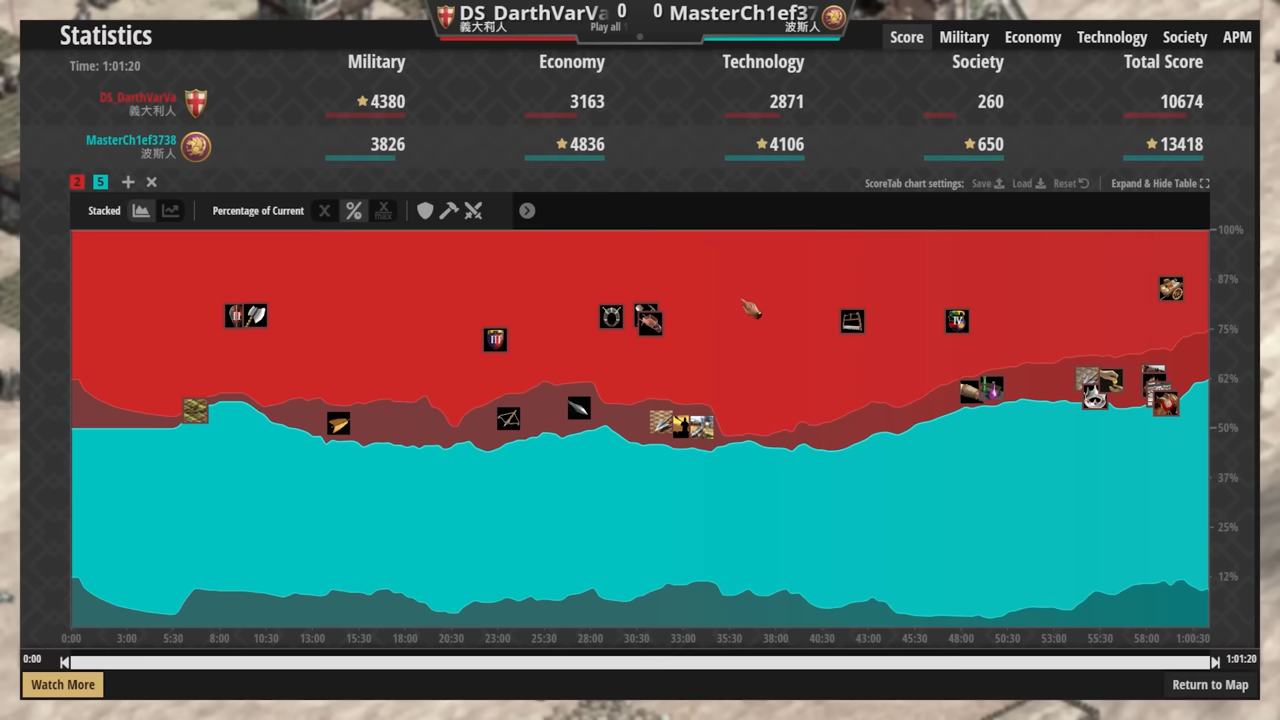 DS_DarthVarVa 0 0 MasterCh1ef37
義大利人 Play all 波斯人
Statistics
Score Military Economy Technology Society APM
Time: 1:01:20
Military Economy Technology Society Total Score
DS_DarthVarVa
義大利人
4380 3163 2871 260 10674
MasterCh1ef3738
波斯人
3826 4836 4106 650 13418
2 5
ScoreTab chart settings: Save Load Reset Expand & Hide Table
Stacked Percentage of Current X % X max
100%
87%
75%
62%
50%
37%
25%
12%
III
IV
0:00 3:00 5:30 8:00 10:30 13:00 15:30 18:00 20:30 23:00 25:30 28:00 30:30 33:00 35:30 38:00 40:30 43:00 45:30 48:00 50:30 53:00 55:30 58:00 1:00:30
0:00 1:01:20
Watch More Return to Map